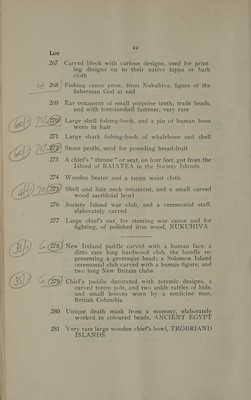 22
LOT
267 Carved block with curious designs, used for print-
ing designs on to their native tappa or bark
cloth
268 Fishing canoe prow, from Nukuhiva, figure of the
fisherman God at end
269 Ear ornament of small porpoise teeth, trade beads,
and with tortoiseshell fastener, very rare
270 Large shell fishing-hook, and a pin of human bone
worn in hair
271 Large shark fishing-hook of whalebone and shell
272 Stone pestle, used for pounding bread-fruit
273 A chief's " throne " or seat, on four feet, got from the
Island of RAIATEA in the Society Islands
274 Wooden beater and a tappa waist cloth
275 Shell and hair neck ornament, and a small carved
wood sacrificial bowl
276 Society Island war club, and a ceremonial staff,
elaborately carved
277 Large chief's oar, for steering war canoe and for
fighting, of polished iron wood, NUKUHIVA
278 New Ireland paddle carved with a human face, a
ditto rare long hardwood club, the handle re-
presenting a grotesque head; a Solomon Island
ceremonial club carved with a human figure, and
two long New Britain clubs
279 Chief's paddle decorated with totemic designs, a
carved totem pole, and two ankle rattles of hide,
and small hooves worn by a medicine man,
British Columbia
280 Unique death mask from a mummy, elaborately
worked in coloured beads, ANCIENT EGYPT
281 Very rare large wooden chief's bowl, TROBRIAND
ISLANDS